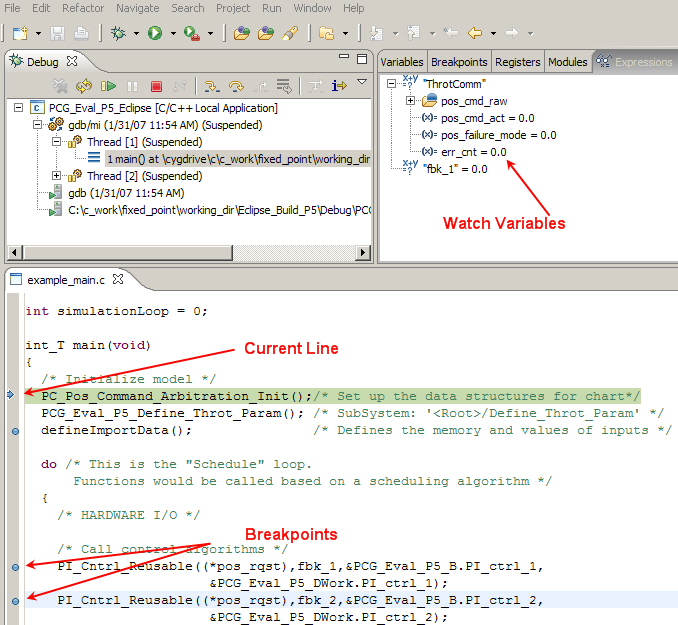 File Edit Refactor Navigate Search Project Run Window Help
Debug
PCG_Eval_P5_Eclipse [C/C++ Local Application]
gdb/mi (1/31/07 11:54 AM) (Suspended)
Thread [1] (Suspended)
1 main() at \cygdrive\c\c_work\fixed_point\working_dir
Thread [2] (Suspended)
gdb (1/31/07 11:54 AM)
C:\c_work\fixed_point\working_dir\Eclipse_Build_P5\Debug\PCG
Variables Breakpoints Registers Modules Expressions
"ThrotComm"
pos_cmd_raw
(x)= pos_cmd_act = 0.0
(x)= pos_failure_mode = 0.0
(x)= err_cnt = 0.0
"fbk_1" = 0.0
Watch Variables
example_main.c
int simulationLoop = 0;
Current Line
int_T main(void)
{
/* Initialize model */
PC_Pos_Command_Arbitration_Init();/* Set up the data structures for chart*/
PCG_Eval_P5_Define_Throt_Param(); /* SubSystem: '<Root>/Define_Throt_Param' */
defineImportData(); /* Defines the memory and values of inputs */
do /* This is the "Schedule" loop.
Functions would be called based on a scheduling algorithm */
{
/* HARDWARE I/O */
Breakpoints
/* Call control algorithms */
PI_Cntrl_Reusable((*pos_rqst),fbk_1,&PCG_Eval_P5_B.PI_ctrl_1,
&PCG_Eval_P5_DWork.PI_ctrl_1);
PI_Cntrl_Reusable((*pos_rqst),fbk_2,&PCG_Eval_P5_B.PI_ctrl_2,
&PCG_Eval_P5_DWork.PI_ctrl_2);